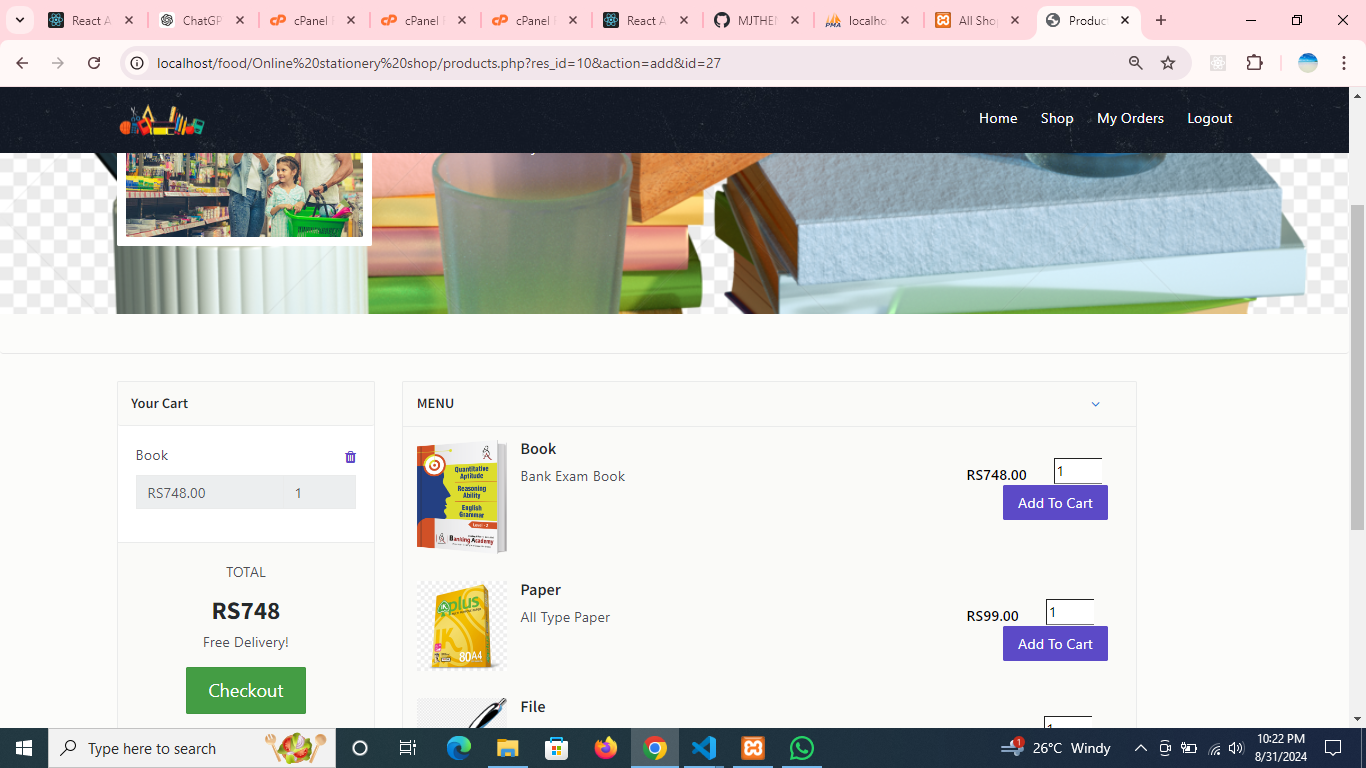 React A
ChatGP
cPanel
cPanel
cPanel
React A
MJTHEM
localho
All Sho
Produc
localhost/food/Online%20stationery%20shop/products.php?res_id=10&action=add&id=27
Home
Shop
My Orders
Logout
Your Cart
Book
RS748.00
1
TOTAL
RS748
Free Delivery!
Checkout
MENU
Book
Bank Exam Book
RS748.00
1
Add To Cart
Quantitative
Aptitude
Reasoning
Ability
English
Grammar
Level - 2
Banking Academy
Paper
All Type Paper
RS99.00
1
Add To Cart
plus
JK
80A4
File
1
Type here to search
26°C Windy
10:22 PM
8/31/2024